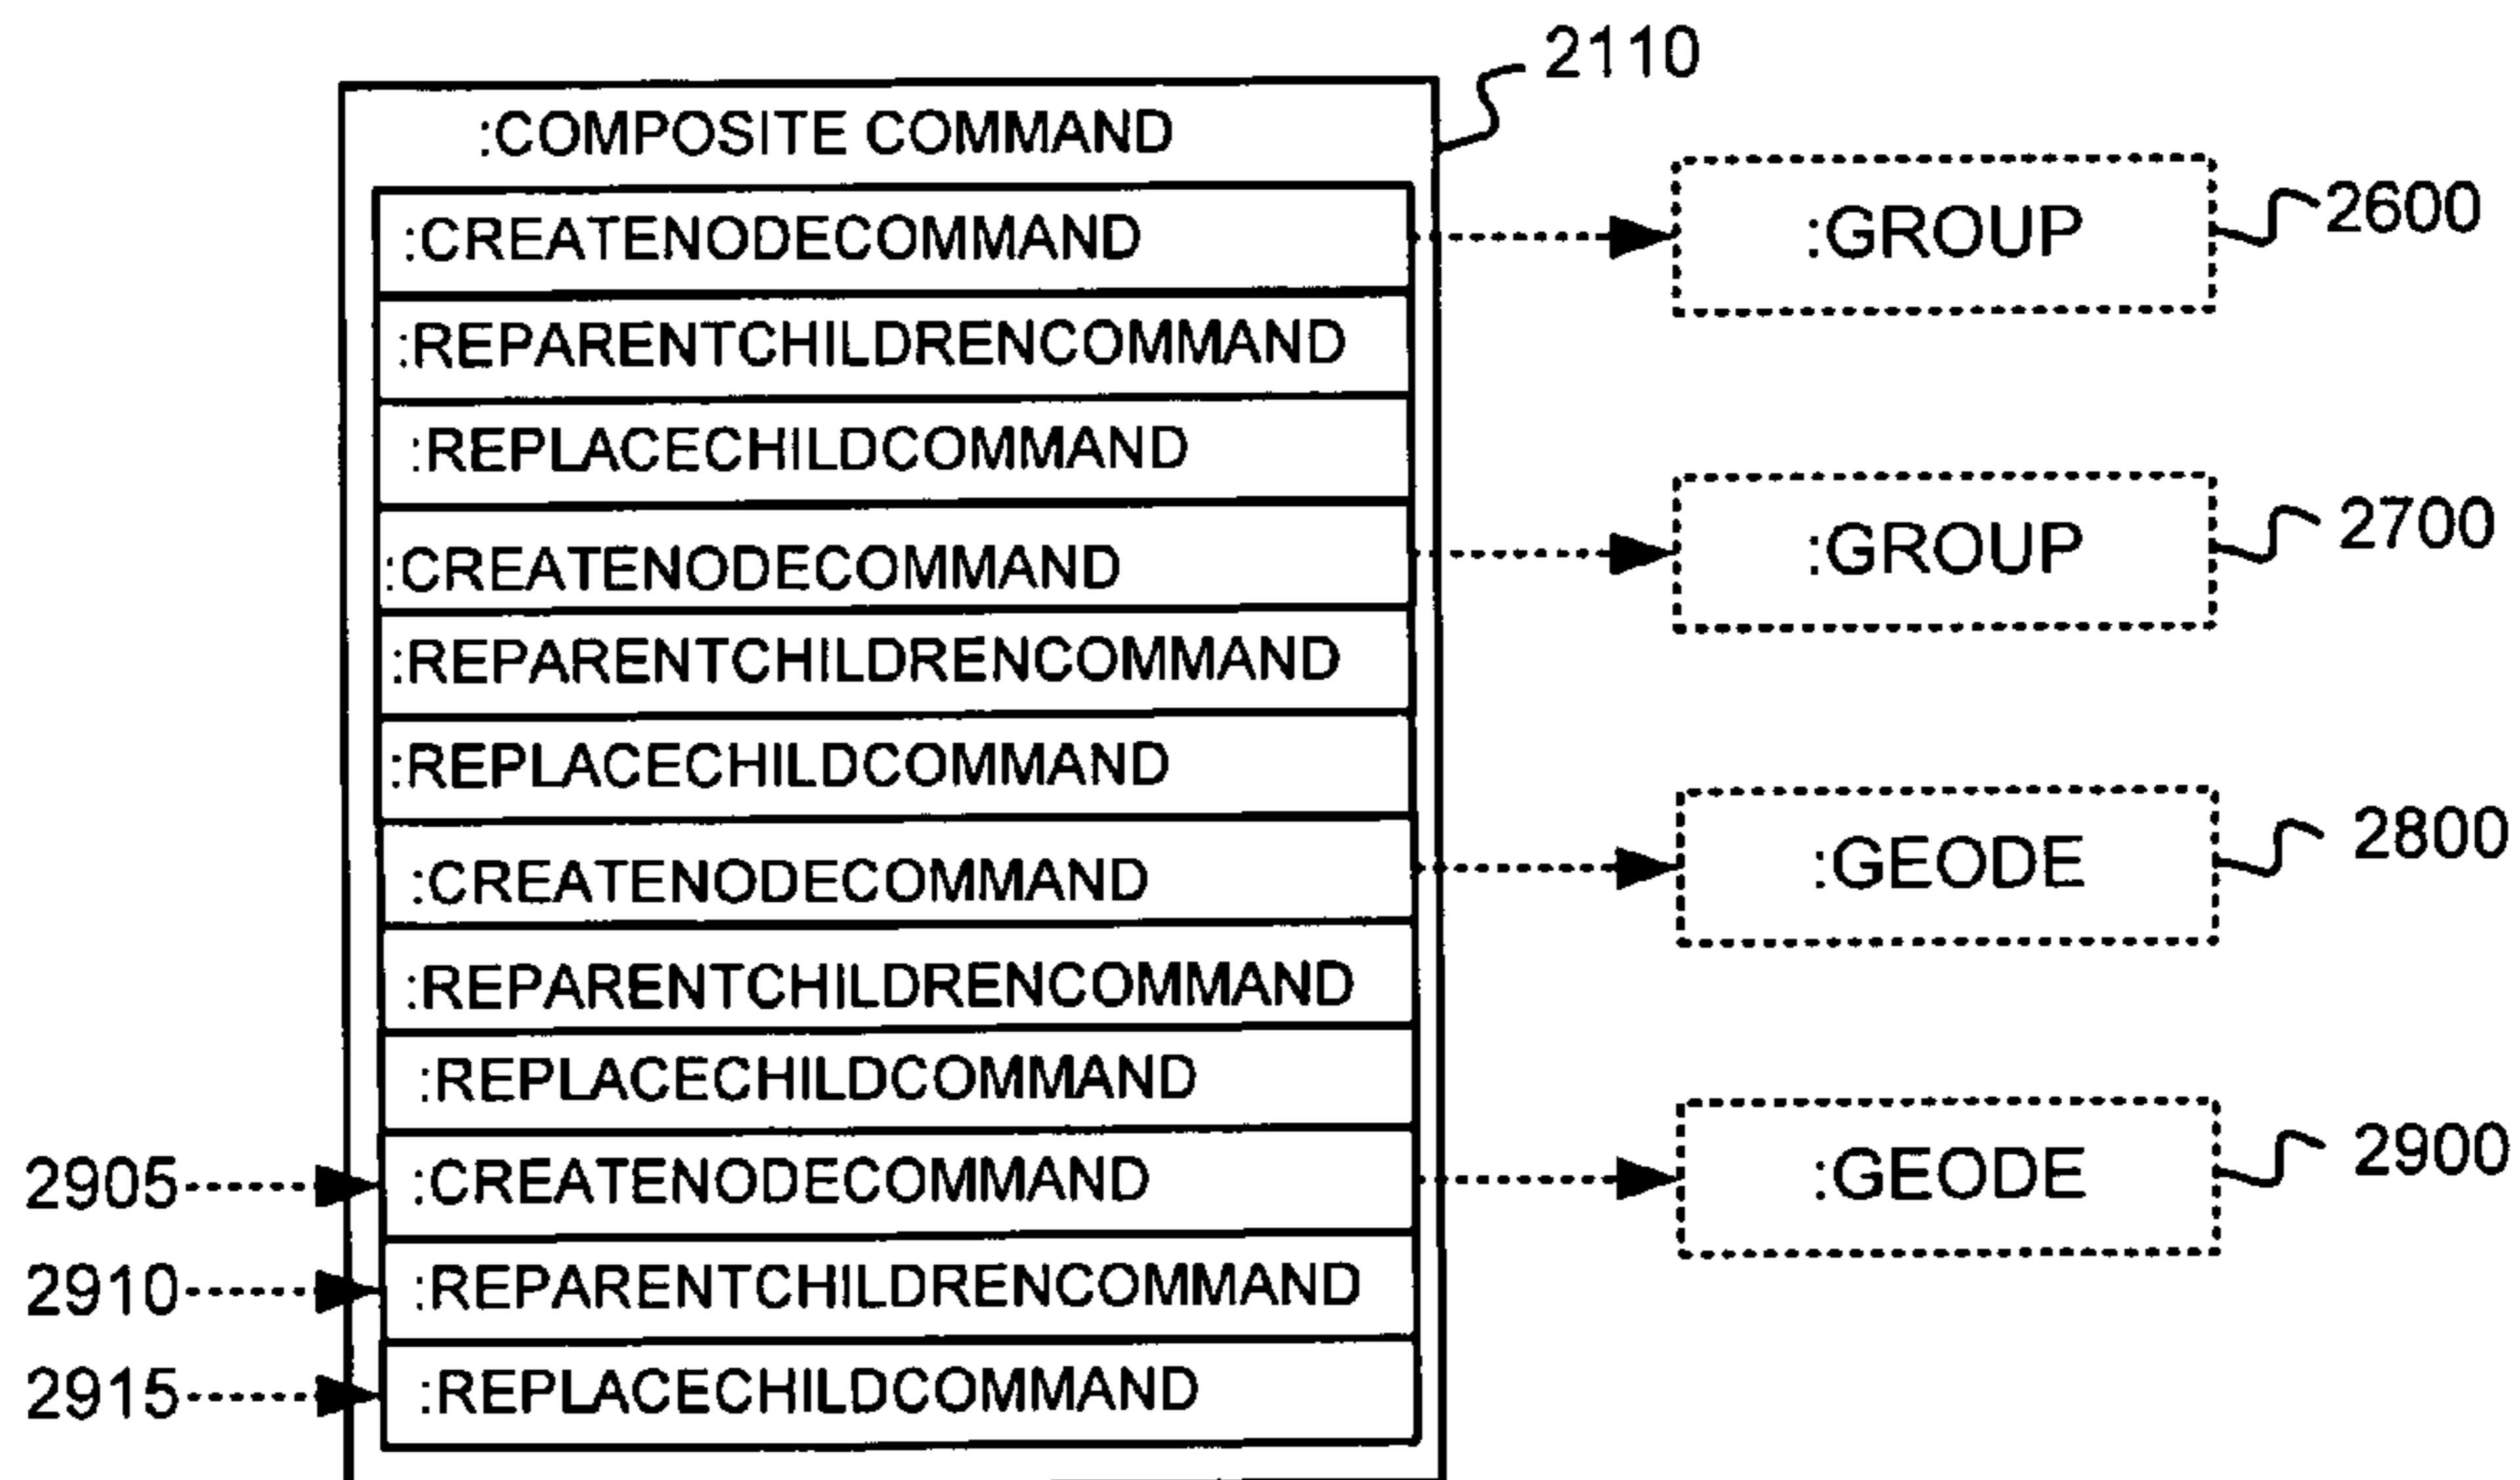 2110
:COMPOSITE COMMAND
:CREATENODECOMMAND
:GROUP
2600
:REPARENTCHILDRENCOMMAND
:REPLACECHILDCOMMAND
:CREATENODECOMMAND
:GROUP
2700
:REPARENTCHILDRENCOMMAND
:REPLACECHILDCOMMAND
:CREATENODECOMMAND
:GEODE
2800
:REPARENTCHILDRENCOMMAND
:REPLACECHILDCOMMAND
2905
:CREATENODECOMMAND
:GEODE
2900
2910
:REPARENTCHILDRENCOMMAND
2915
:REPLACECHILDCOMMAND